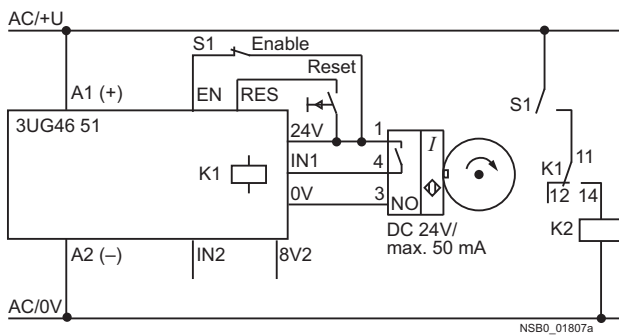 AC/+U
S1 Enable
Reset
A1 (+)
EN RES
S1
3UG46 51
24V 1
I
IN1 4
K1
K1 11
0V 3 NO
12 14
DC 24V/
max. 50 mA
K2
A2 (–) IN2 8V2
AC/0V
NSB0_01807a